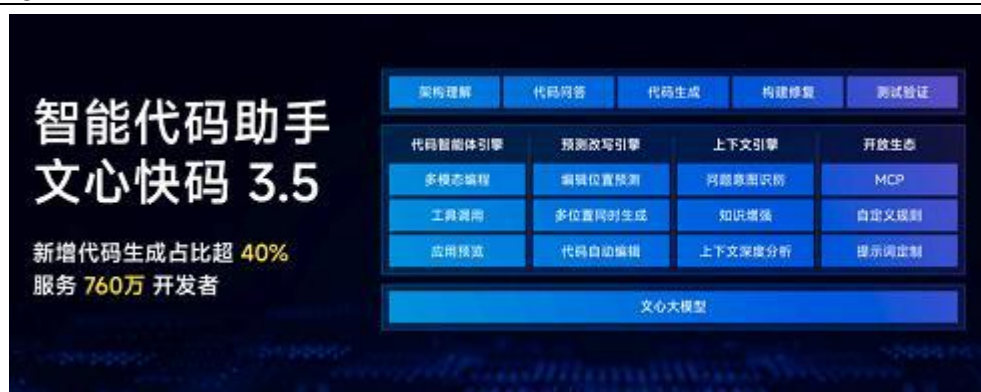 智能代码助手
文心快码 3.5
新增代码生成占比超 40%
服务 760万 开发者
架构理解 代码问答 代码生成 构建修复 测试验证
代码智能体引擎 预测改写引擎 上下文引擎 开放生态
多模态编程 编辑位置预测 问题意图识别 MCP
工具调用 多位置同时生成 知识增强 自定义规则
应用预览 代码自动编辑 上下文深度分析 提示词定制
文心大模型